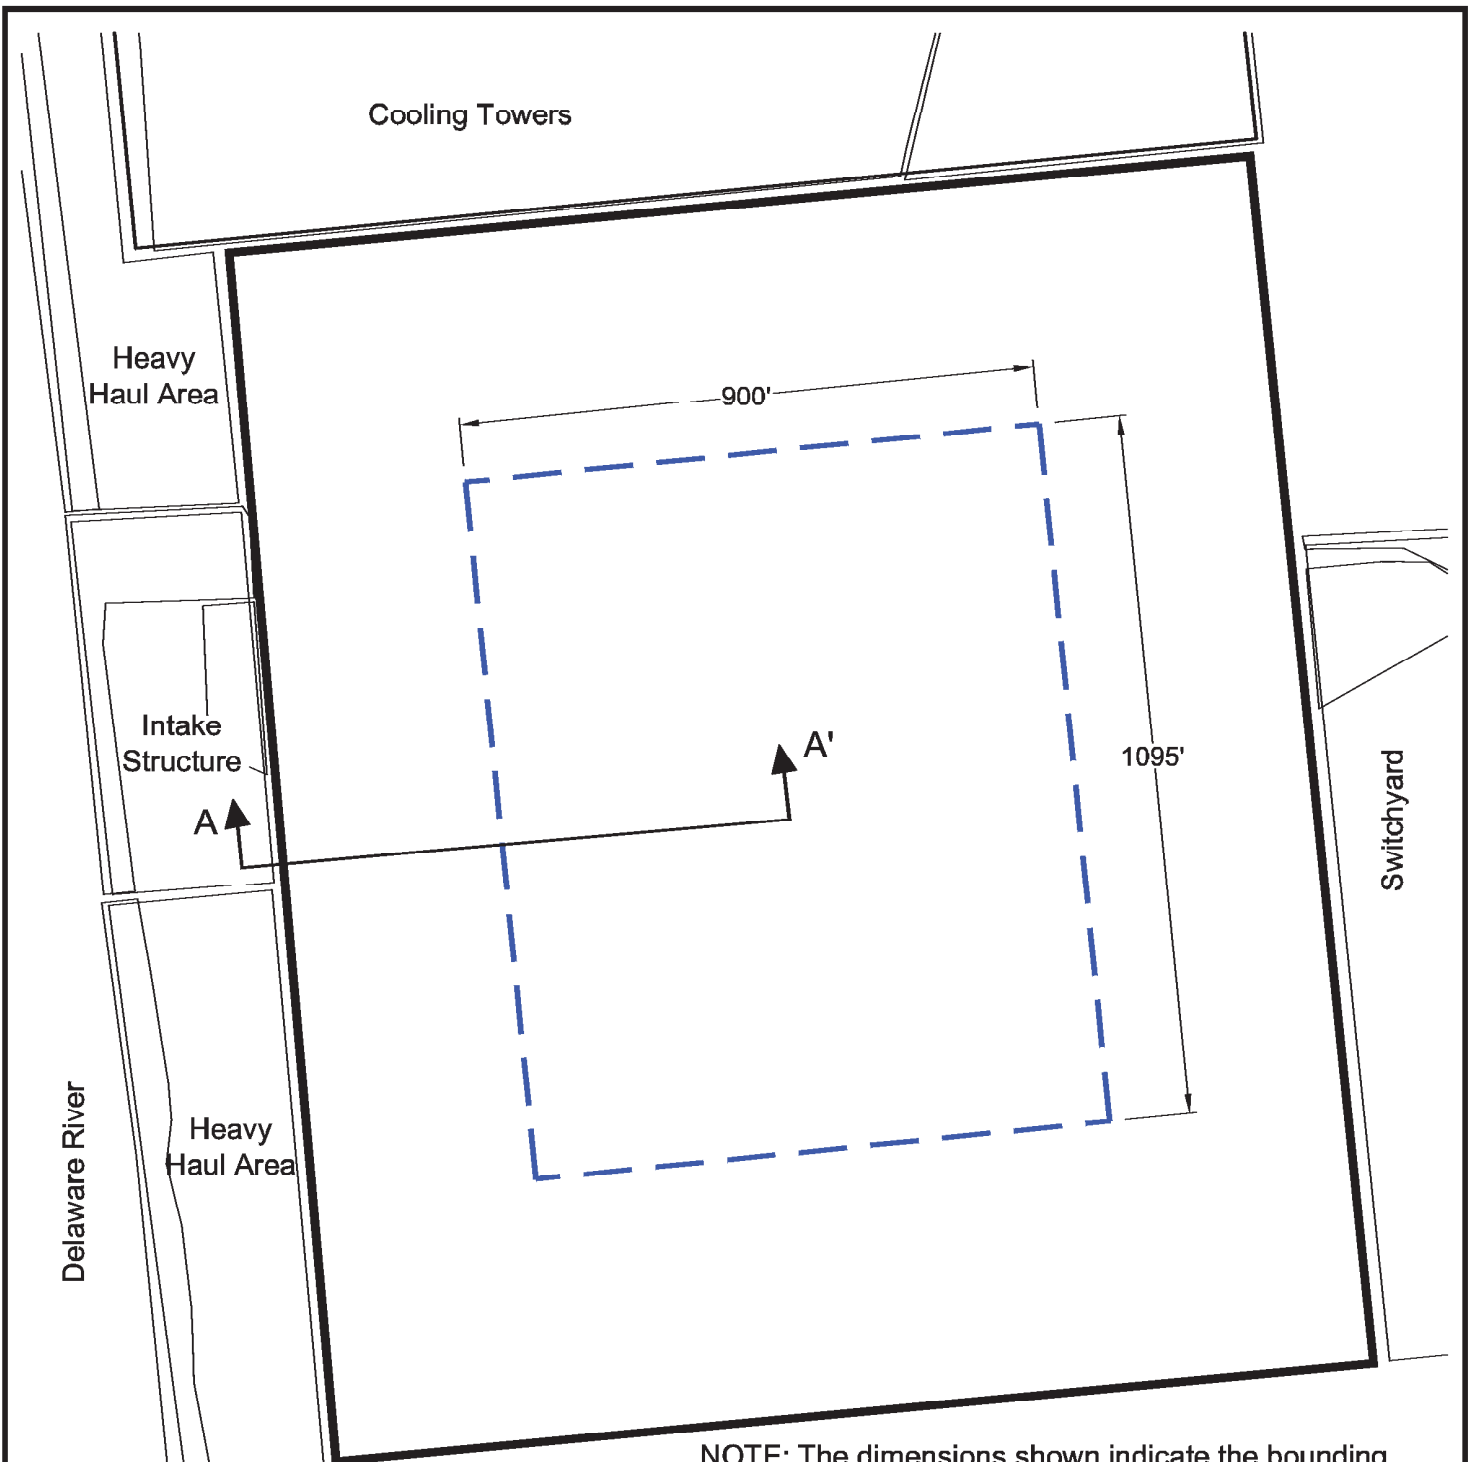 Cooling Towers
Heavy
Haul Area
900'
1095'
Intake
Structure
A
A'
Switchyard
Delaware River
Heavy
Haul Area
NOTE: The dimensions shown indicate the bounding